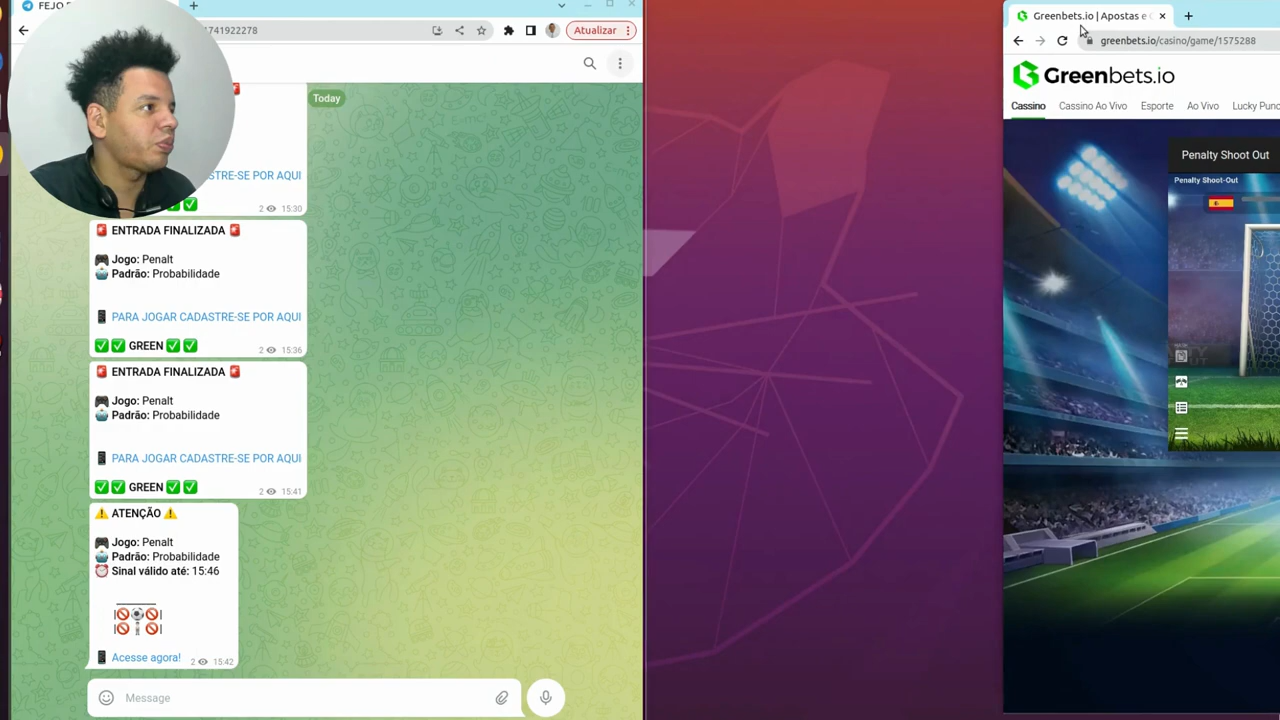 FEJO
Greenbets.io | Apostas e
1741922278
Atualizar
greenbets.io/casino/game/1575288
Greenbets.io
Cassino Cassino Ao Vivo Esporte Ao Vivo Lucky Punc
Today
STRE-SE POR AQUI
2 15:30
ENTRADA FINALIZADA
Jogo: Penalt
Padrão: Probabilidade
PARA JOGAR CADASTRE-SE POR AQUI
GREEN
2 15:36
ENTRADA FINALIZADA
Jogo: Penalt
Padrão: Probabilidade
PARA JOGAR CADASTRE-SE POR AQUI
GREEN
2 15:41
ATENÇÃO
Jogo: Penalt
Padrão: Probabilidade
Sinal válido até: 15:46
Acesse agora!
2 15:42
Message
Penalty Shoot Out
Penalty Shoot-Out